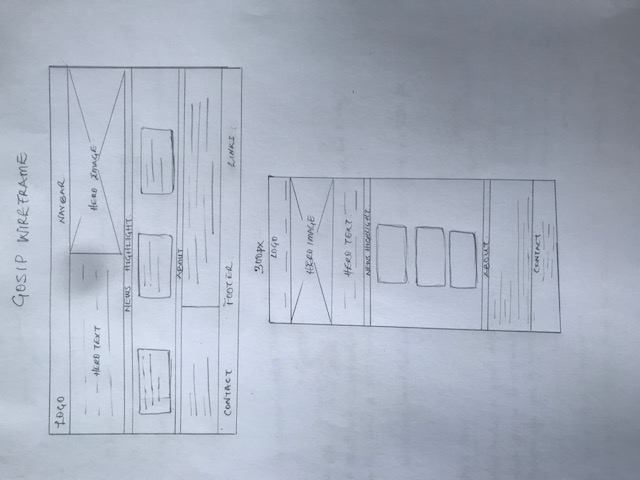 GOSIP WIREFRAME
LOGO NAVBAR
HERO TEXT HERO IMAGE
NEWS HIGHLIGHT
ABOUT
CONTACT FOOTER LINKS
300px
LOGO
HERO IMAGE
HERO TEXT
NEWS HIGHLIGHT
ABOUT
CONTACT